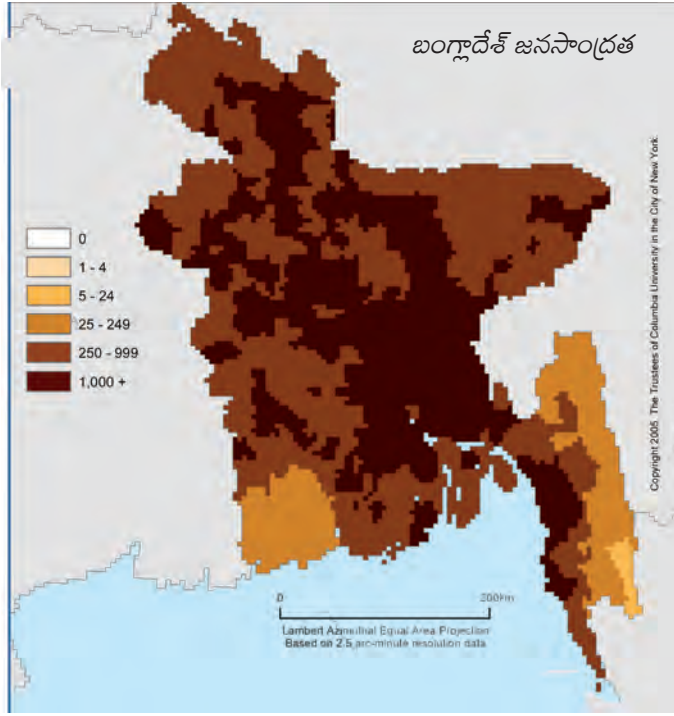 బంగ్లాదేశ్ జనసాంద్రత
0
1 - 4
5 - 24
25 - 249
250 - 999
1,000 +
Copyright 2005. The Trustees of Columbia University in the City of New York.
0 200km
Lambert Azimuthal Equal Area Projection
Based on 2.5 arc-minute resolution data